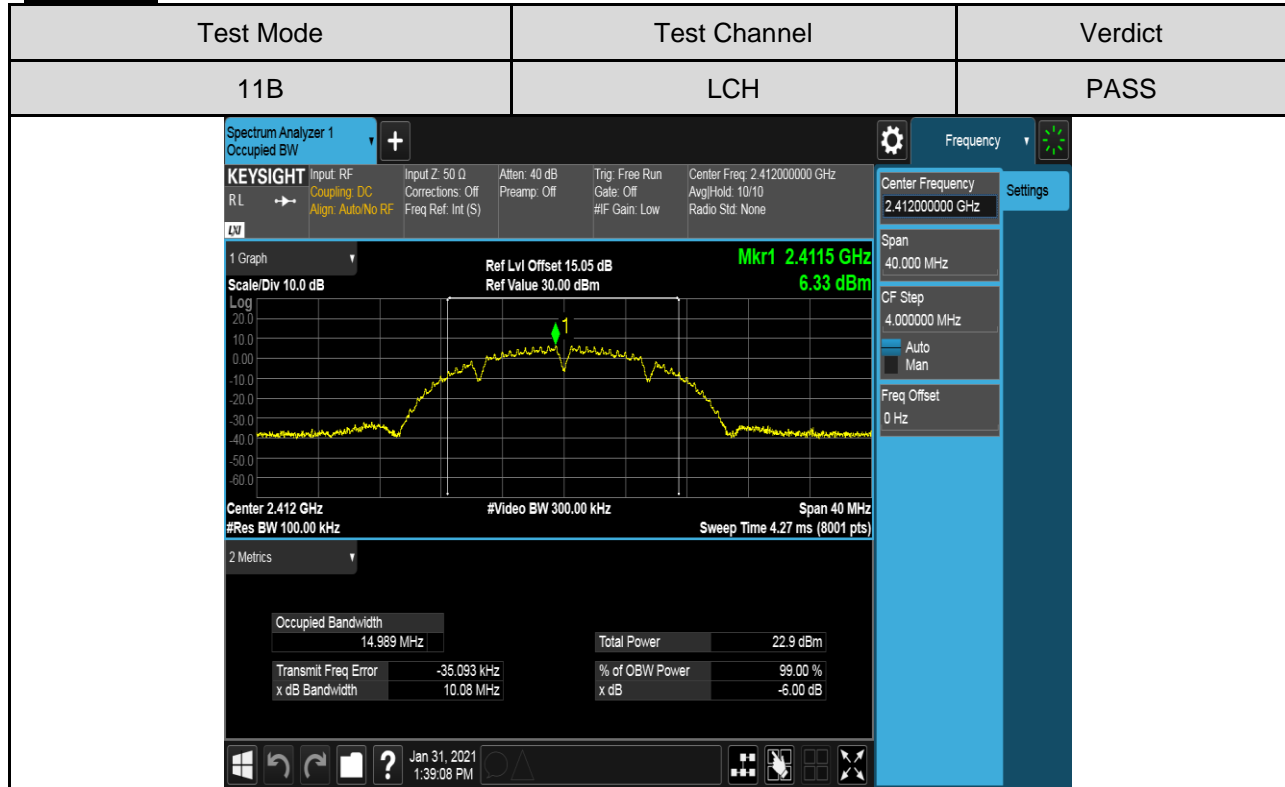 Test Mode Test Channel Verdict
11B LCH PASS
Spectrum Analyzer 1
Occupied BW
+
Frequency
KEYSIGHT Input: RF Input Z: 50 Ω Atten: 40 dB Trig: Free Run Center Freq: 2.412000000 GHz
RL Coupling: DC Corrections: Off Preamp: Off Gate: Off Avg|Hold: 10/10
Align: Auto/No RF Freq Ref: Int (S) #IF Gain: Low Radio Std: None
LXI
Center Frequency
2.412000000 GHz
Settings
Span
40.000 MHz
CF Step
4.000000 MHz
Auto
Man
Freq Offset
0 Hz
1 Graph Ref Lvl Offset 15.05 dB Mkr1 2.4115 GHz
Scale/Div 10.0 dB Ref Value 30.00 dBm 6.33 dBm
Log
20.0
10.0
0.00
-10.0
-20.0
-30.0
-40.0
-50.0
-60.0
1
Center 2.412 GHz #Video BW 300.00 kHz Span 40 MHz
#Res BW 100.00 kHz Sweep Time 4.27 ms (8001 pts)
2 Metrics
Occupied Bandwidth
14.989 MHz Total Power 22.9 dBm
Transmit Freq Error -35.093 kHz % of OBW Power 99.00 %
x dB Bandwidth 10.08 MHz x dB -6.00 dB
? Jan 31, 2021
1:39:08 PM